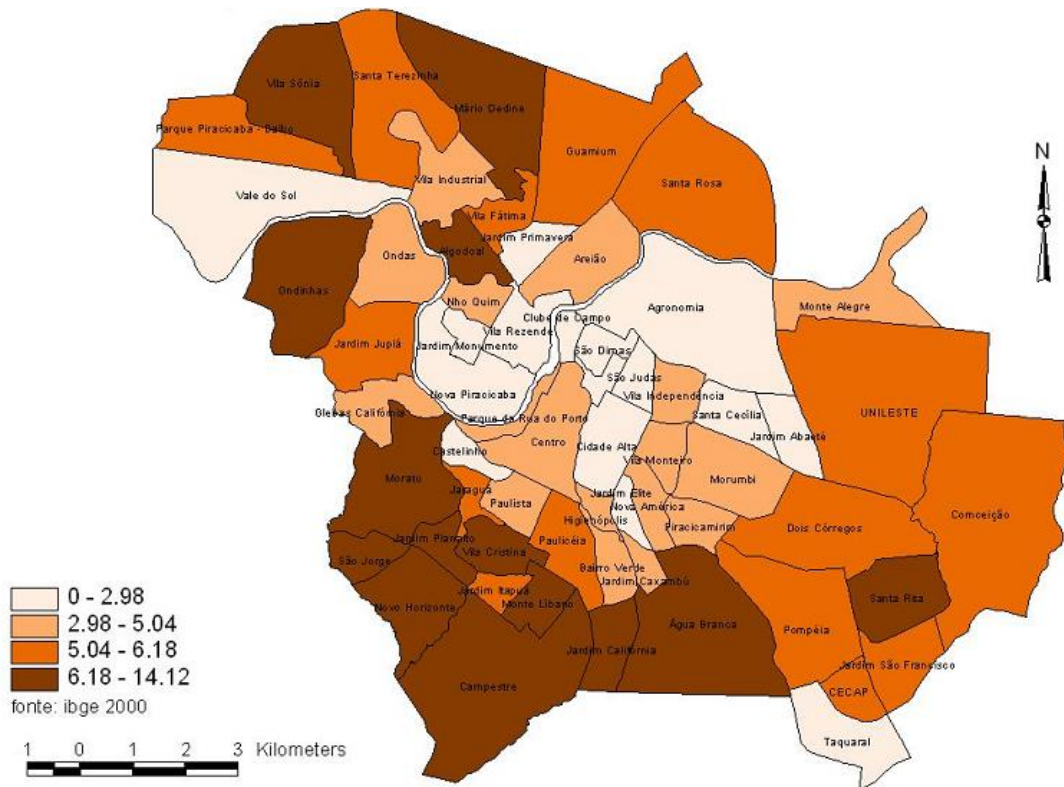 Vila Sônia
Santa Terezinha
Mário Dedine
Parque Piracicaba - Balbo
Guamium
Vila Industrial
Santa Rosa
Vale do Sol
Vila Fátima
Jardim Primavera
Algodoal
Ondas
Areião
Ondinhas
Nho Quim
Agronomia
Monte Alegre
Clube de Campo
Vila Rezende
Jardim Monumento
Jardim Jupiá
São Dimas
São Judas
Nova Piracicaba
Vila Independência
Glebas Califórnia
Parque da Rua do Porto
Santa Cecília
UNILESTE
Centro
Cidade Alta
Jardim Abaeté
Castelinho
Vila Monteiro
Moratu
Jaraguá
Morumbi
Jardim Elite
Paulista
Nova América
Comceição
Higienópolis
Piracicamirim
Dois Córregos
Jardim Planalto
Paulicéia
Vila Cristina
São Jorge
Bairro Verde
Jardim Caxambú
Jardim Itapuã
Santa Rita
Novo Horizonte
Monte Líbano
Água Branca
Pompéia
Jardim Califórnia
Jardim São Francisco
Campestre
CECAP
Taquaral
N
0 - 2.98
2.98 - 5.04
5.04 - 6.18
6.18 - 14.12
fonte: ibge 2000
1 0 1 2 3 Kilometers